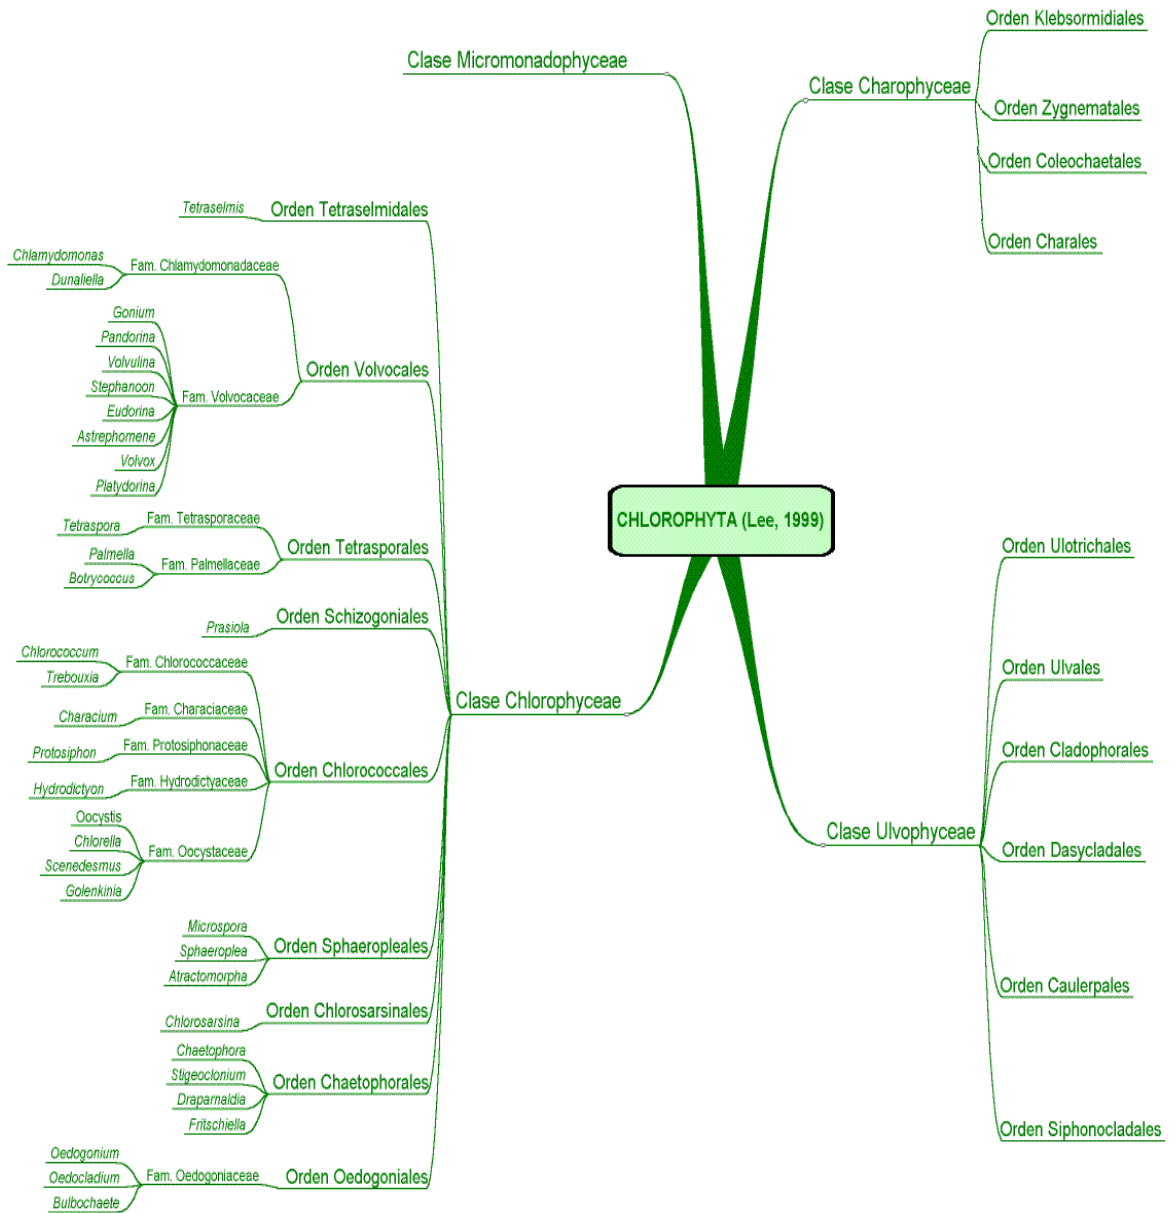 CHLOROPHYTA (Lee, 1999)
Clase Micromonadophyceae
Clase Charophyceae
Orden Klebsormidiales
Orden Zygnematales
Orden Coleochaetales
Orden Charales
Clase Chlorophyceae
Orden Tetraselmidales
Tetraselmis
Orden Volvocales
Fam. Chlamydomonadaceae
Chlamydomonas
Dunaliella
Fam. Volvocaceae
Gonium
Pandorina
Volvulina
Stephanoon
Eudorina
Astrephomene
Volvox
Platydorina
Orden Tetrasporales
Fam. Tetrasporaceae
Tetraspora
Fam. Palmellaceae
Palmella
Botrycoccus
Orden Schizogoniales
Prasiola
Orden Chlorococcales
Fam. Chlorococcaceae
Chlorococcum
Trebouxia
Fam. Characiaceae
Characium
Fam. Protosiphonaceae
Protosiphon
Fam. Hydrodictyaceae
Hydrodictyon
Fam. Oocystaceae
Oocystis
Chlorella
Scenedesmus
Golenkinia
Orden Sphaeropleales
Microspora
Sphaeroplea
Atractomorpha
Orden Chlorosarsinales
Chlorosarsina
Orden Chaetophorales
Chaetophora
Stigeoclonium
Draparnaldia
Fritschiella
Orden Oedogoniales
Fam. Oedogoniaceae
Oedogonium
Oedocladium
Bulbochaete
Clase Ulvophyceae
Orden Ulotrichales
Orden Ulvales
Orden Cladophorales
Orden Dasycladales
Orden Caulerpales
Orden Siphonocladales